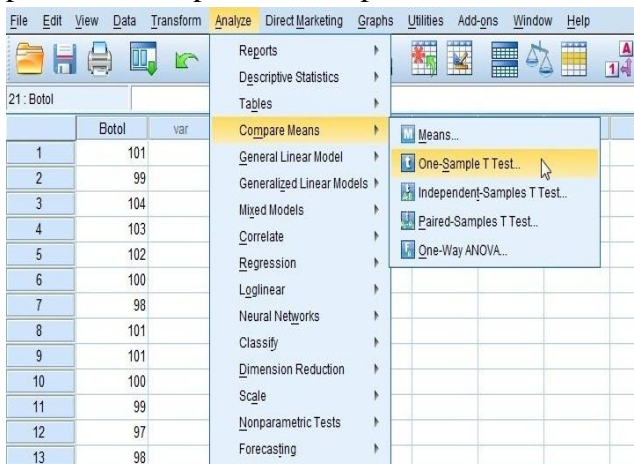 File Edit View Data Transform Analyze Direct Marketing Graphs Utilities Add-ons Window Help
21 : Botol
Botol var
1 101
2 99
3 104
4 103
5 102
6 100
7 98
8 101
9 101
10 100
11 99
12 97
13 98
Reports
Descriptive Statistics
Tables
Compare Means
General Linear Model
Generalized Linear Models
Mixed Models
Correlate
Regression
Loglinear
Neural Networks
Classify
Dimension Reduction
Scale
Nonparametric Tests
Forecasting
Means...
One-Sample T Test...
Independent-Samples T Test...
Paired-Samples T Test...
One-Way ANOVA...